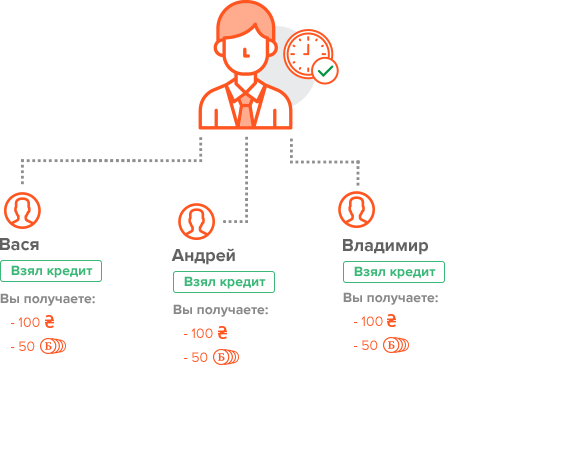 Вася
Взял кредит
Вы получаете:
- 100 ₴
- 50 Б
Андрей
Взял кредит
Вы получаете:
- 100 ₴
- 50 Б
Владимир
Взял кредит
Вы получаете:
- 100 ₴
- 50 Б